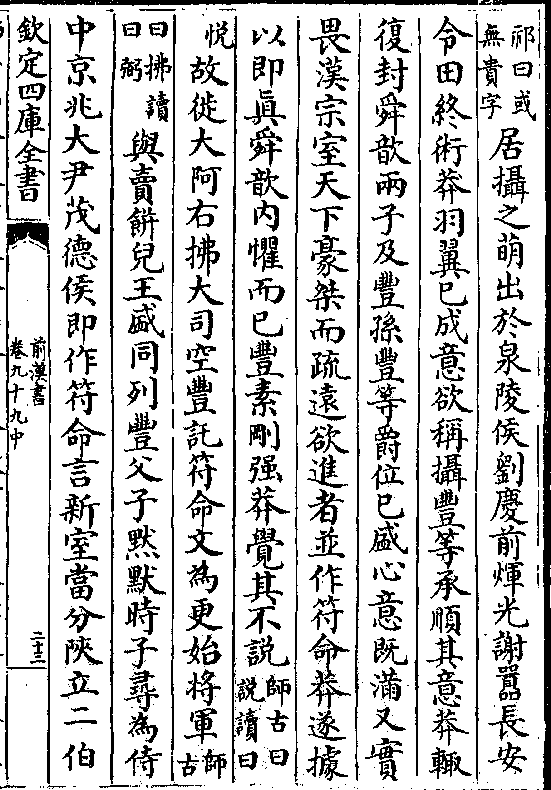 祁曰或
無貴字
居攝之萌出於泉陵侯劉慶前煇光謝嚻長安
令田終術莽羽翼已成意欲稱攝豐等承順其意莽輙
復封舜歆兩子及豐孫豐等爵位已盛心意既滿又實
畏漢宗室天下豪桀而疏遠欲進者並作符命莽遂據
以即真舜歆內懼而已豐素剛强莽覺其不說
師古曰
説讀曰
悦
故徙大阿右拂大司空豐託符命文為更始将軍
師
古
曰拂讀
曰弼
與賣餅兒王盛同列豐父子黙默時子尋為侍
中京兆大尹茂德侯即作符命言新室當分陜立二伯
欽定四庫全書
前漢書
卷九十九中
二十二